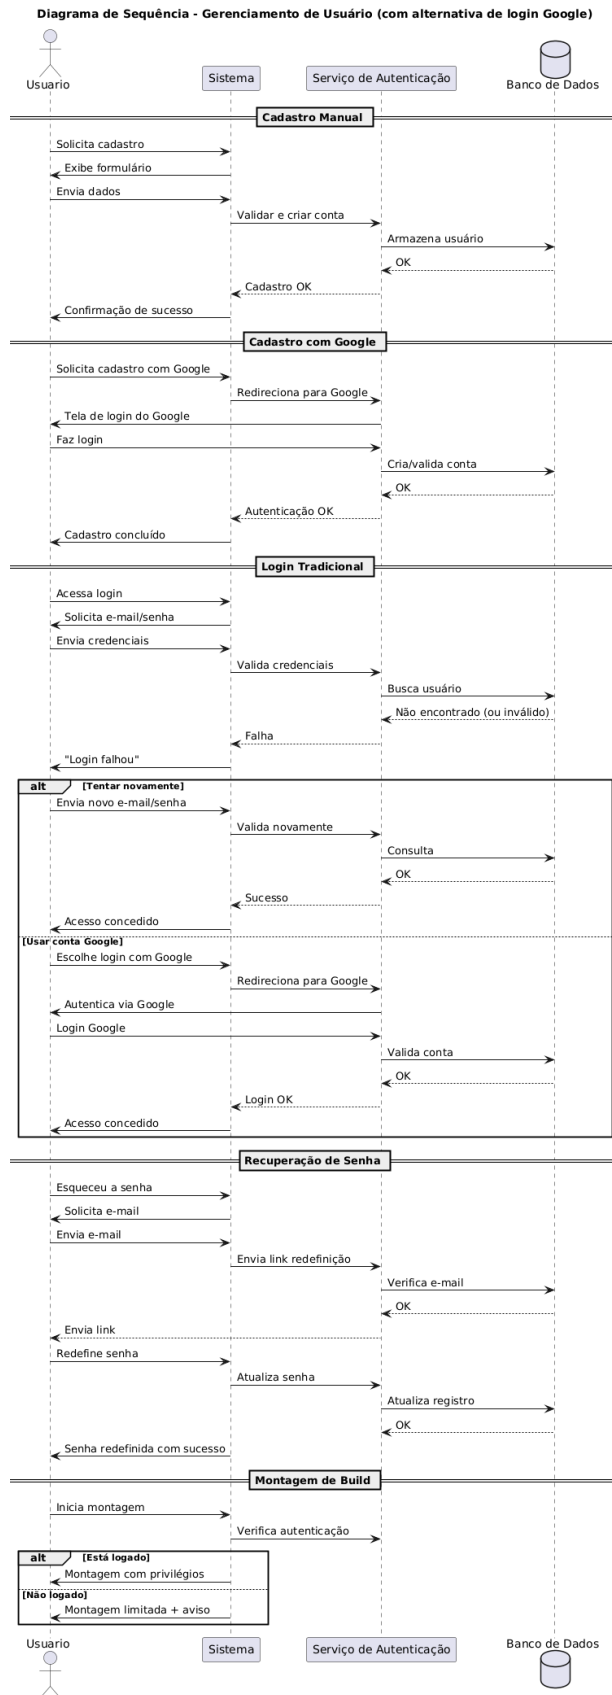 Diagrama de Sequência - Gerenciamento de Usuário (com alternativa de login Google)
Usuario
Sistema
Serviço de Autenticação
Banco de Dados
Cadastro Manual
Solicita cadastro
Exibe formulário
Envia dados
Validar e criar conta
Armazena usuário
OK
Cadastro OK
Confirmação de sucesso
Cadastro com Google
Solicita cadastro com Google
Redireciona para Google
Tela de login do Google
Faz login
Cria/valida conta
OK
Autenticação OK
Cadastro concluído
Login Tradicional
Acessa login
Solicita e-mail/senha
Envia credenciais
Valida credenciais
Busca usuário
Não encontrado (ou inválido)
Falha
"Login falhou"
alt [Tentar novamente]
Envia novo e-mail/senha
Valida novamente
Consulta
OK
Sucesso
Acesso concedido
[Usar conta Google]
Escolhe login com Google
Redireciona para Google
Autentica via Google
Login Google
Valida conta
OK
Login OK
Acesso concedido
Recuperação de Senha
Esqueceu a senha
Solicita e-mail
Envia e-mail
Envia link redefinição
Verifica e-mail
OK
Envia link
Redefine senha
Atualiza senha
Atualiza registro
OK
Senha redefinida com sucesso
Montagem de Build
Inicia montagem
Verifica autenticação
alt [Está logado]
Montagem com privilégios
[Não logado]
Montagem limitada + aviso
Usuario
Sistema
Serviço de Autenticação
Banco de Dados